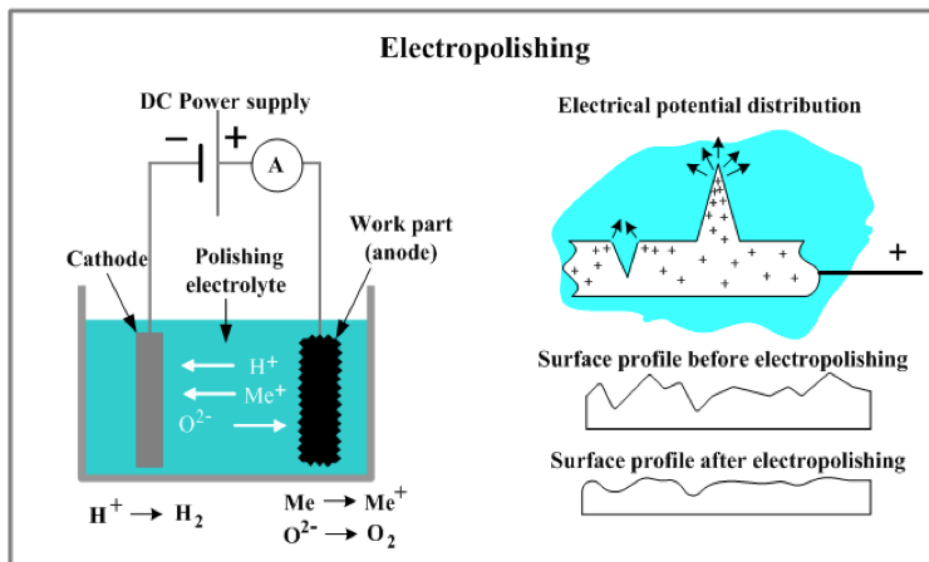 Electropolishing
DC Power supply
− +
A
Cathode
Polishing
electrolyte
Work part
(anode)
H⁺
Me⁺
O²⁻
H⁺ → H₂
Me → Me⁺
O²⁻ → O₂
Electrical potential distribution
+
Surface profile before electropolishing
Surface profile after electropolishing